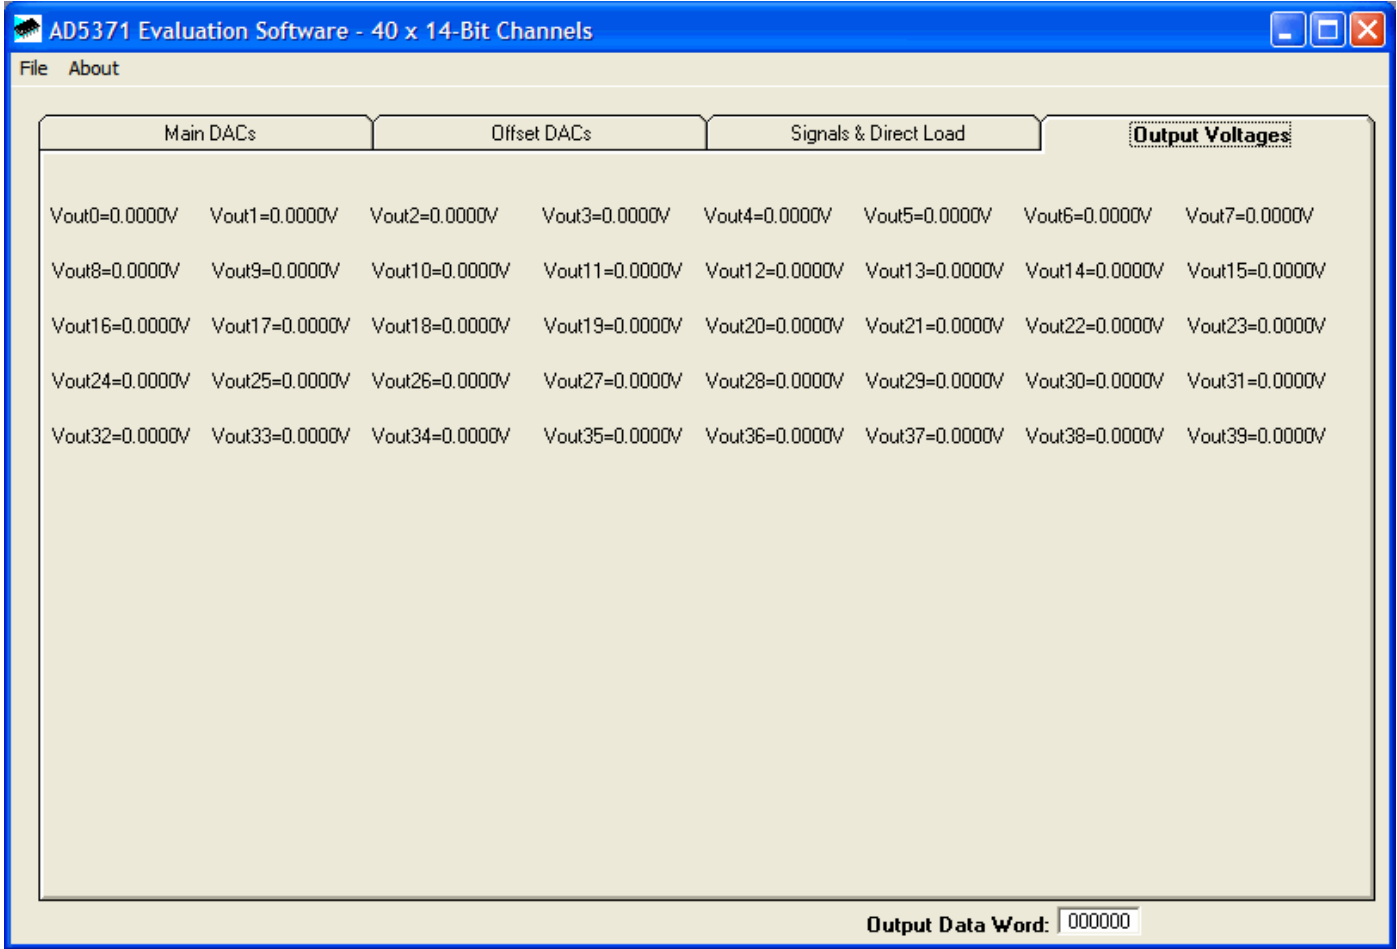 AD5371 Evaluation Software - 40 x 14-Bit Channels
File About
Main DACs Offset DACs Signals & Direct Load Output Voltages
Vout0=0.0000V Vout1=0.0000V Vout2=0.0000V Vout3=0.0000V Vout4=0.0000V Vout5=0.0000V Vout6=0.0000V Vout7=0.0000V
Vout8=0.0000V Vout9=0.0000V Vout10=0.0000V Vout11=0.0000V Vout12=0.0000V Vout13=0.0000V Vout14=0.0000V Vout15=0.0000V
Vout16=0.0000V Vout17=0.0000V Vout18=0.0000V Vout19=0.0000V Vout20=0.0000V Vout21=0.0000V Vout22=0.0000V Vout23=0.0000V
Vout24=0.0000V Vout25=0.0000V Vout26=0.0000V Vout27=0.0000V Vout28=0.0000V Vout29=0.0000V Vout30=0.0000V Vout31=0.0000V
Vout32=0.0000V Vout33=0.0000V Vout34=0.0000V Vout35=0.0000V Vout36=0.0000V Vout37=0.0000V Vout38=0.0000V Vout39=0.0000V
Output Data Word: 000000